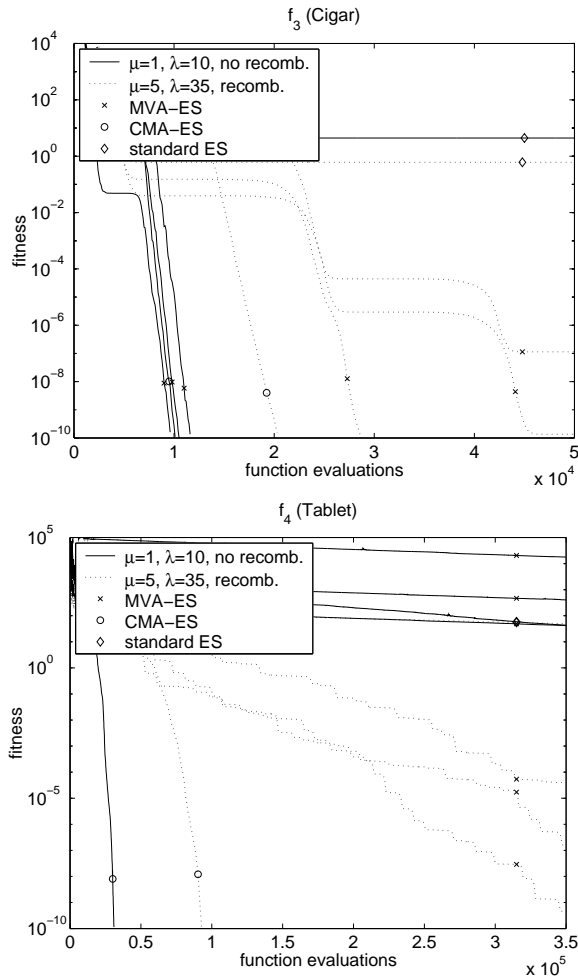 f3 (Cigar)
10^4
10^2
10^0
10^−2
10^−4
10^−6
10^−8
10^−10
fitness
μ=1, λ=10, no recomb.
μ=5, λ=35, recomb.
MVA−ES
CMA−ES
standard ES
0 1 2 3 4 5
function evaluations
x 10^4
f4 (Tablet)
10^5
10^0
10^−5
10^−10
fitness
μ=1, λ=10, no recomb.
μ=5, λ=35, recomb.
MVA−ES
CMA−ES
standard ES
0 0.5 1 1.5 2 2.5 3 3.5
function evaluations
x 10^5